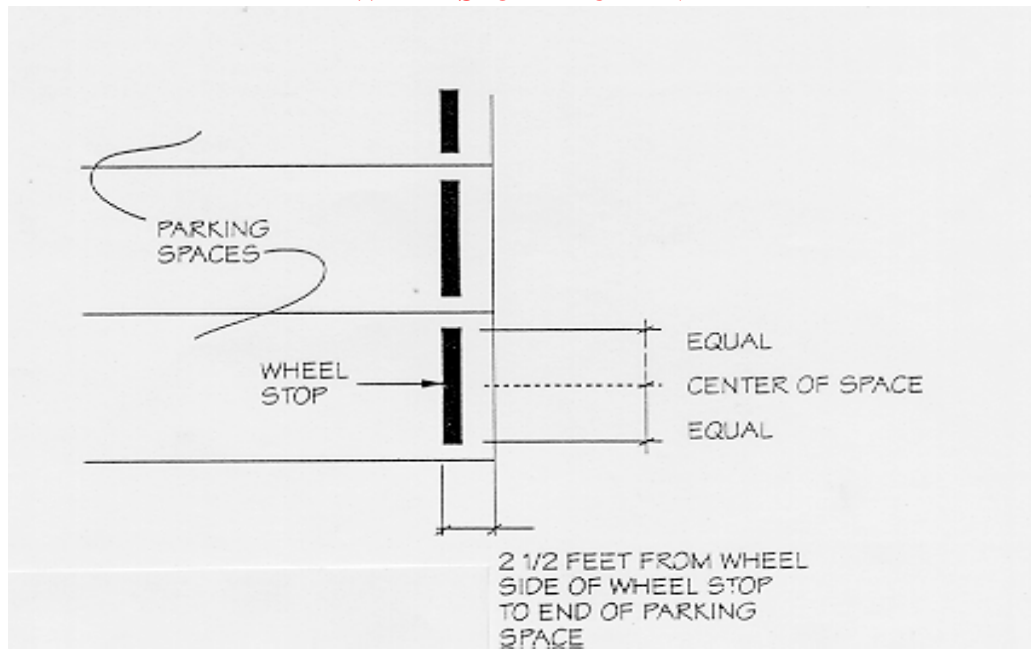 PARKING
SPACES
WHEEL
STOP
EQUAL
CENTER OF SPACE
EQUAL
2 1/2 FEET FROM WHEEL
SIDE OF WHEEL STOP
TO END OF PARKING
SPACE